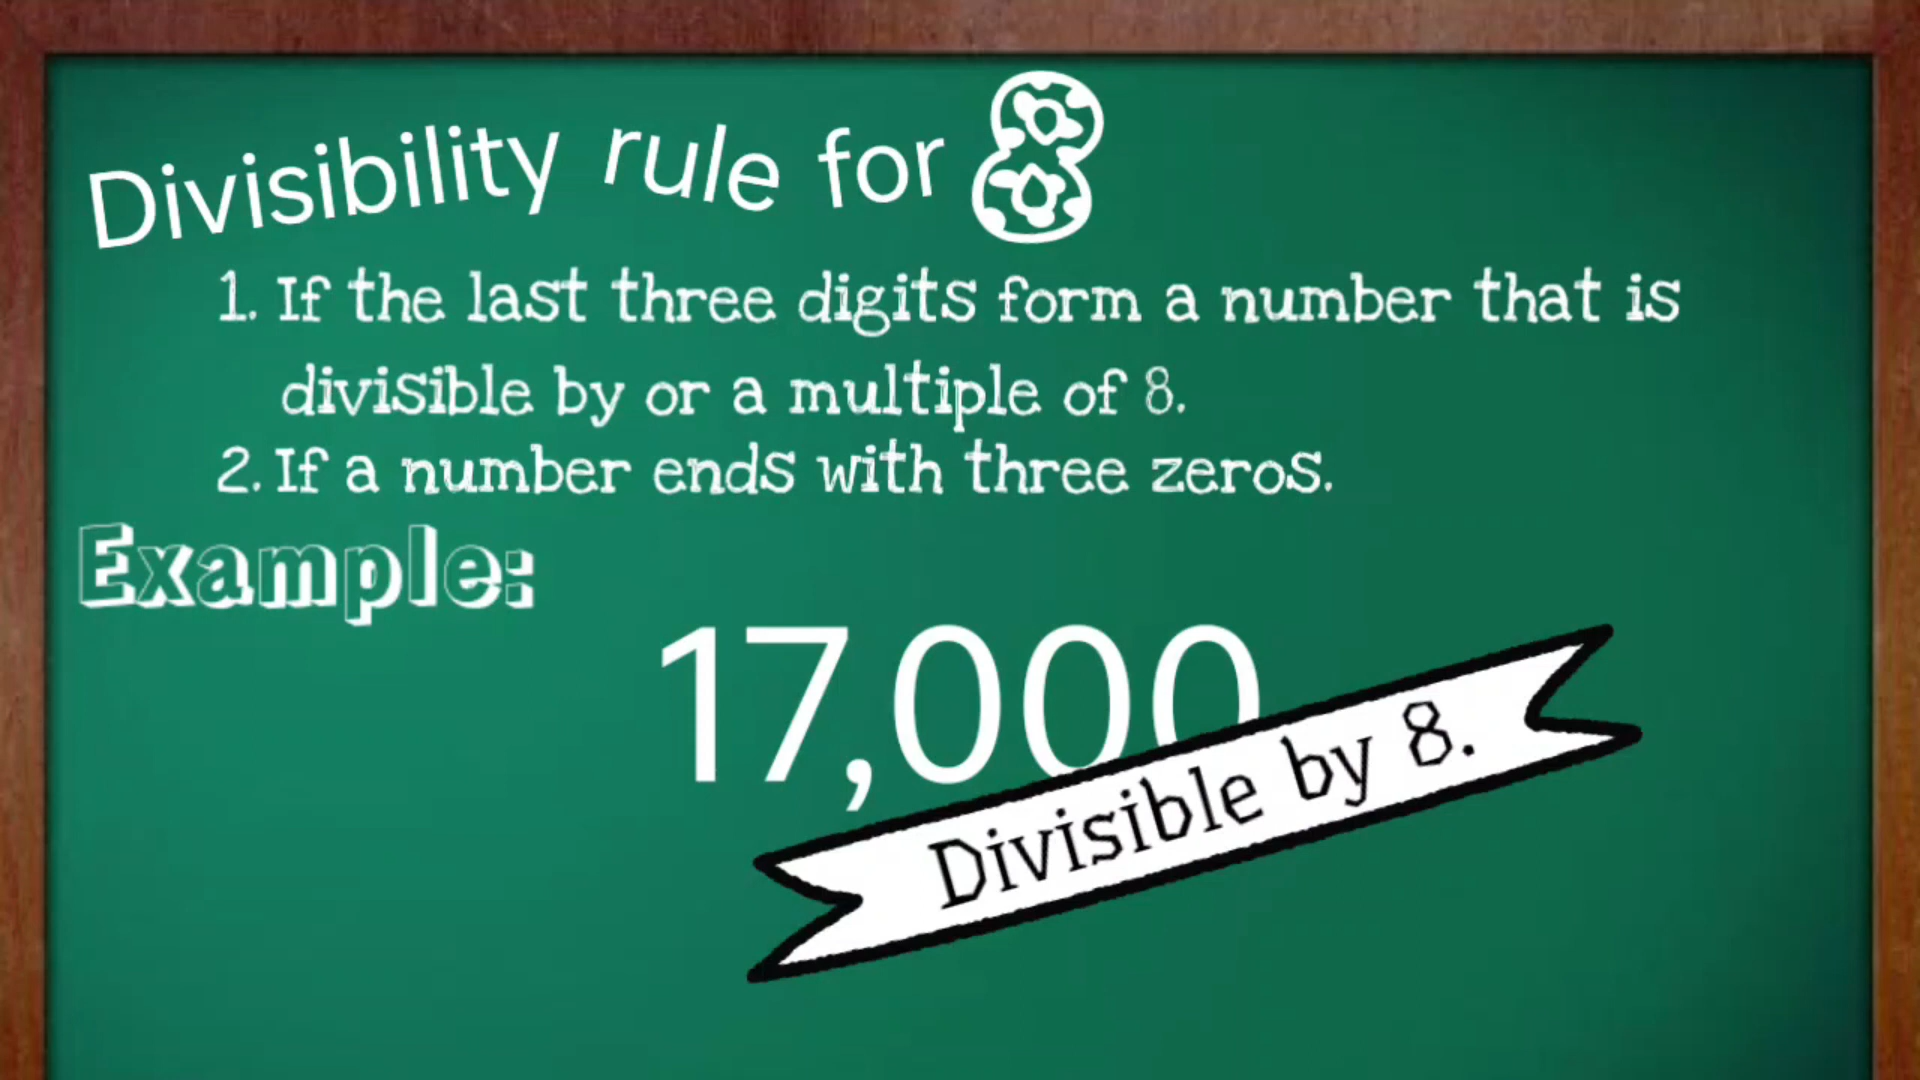 Divisibility rule for 8
1. If the last three digits form a number that is
divisible by or a multiple of 8.
2. If a number ends with three zeros.
Example:
17,000
Divisible by 8.